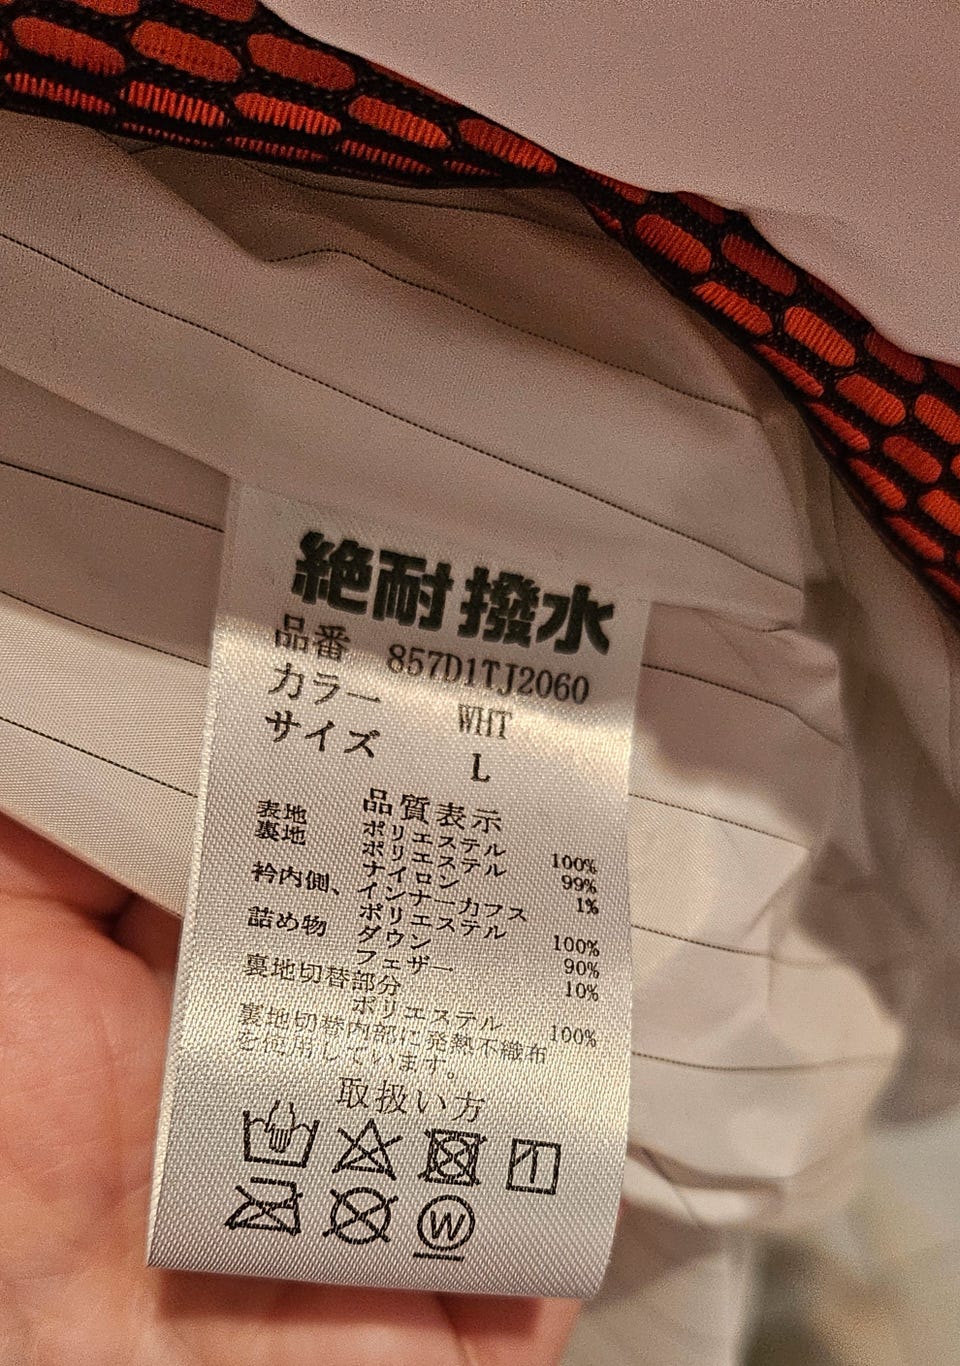 絶耐撥水
品番 857D1TJ2060
カラー WHT
サイズ L
品質表示
表地 ポリエステル 100%
裏地 ポリエステル 99%
ナイロン 1%
衿内側、インナーカフス
ポリエステル 100%
詰め物 ダウン 90%
フェザー 10%
裏地切替部分
ポリエステル 100%
裏地切替内部に発熱不織布
を使用しています。
取扱い方
W